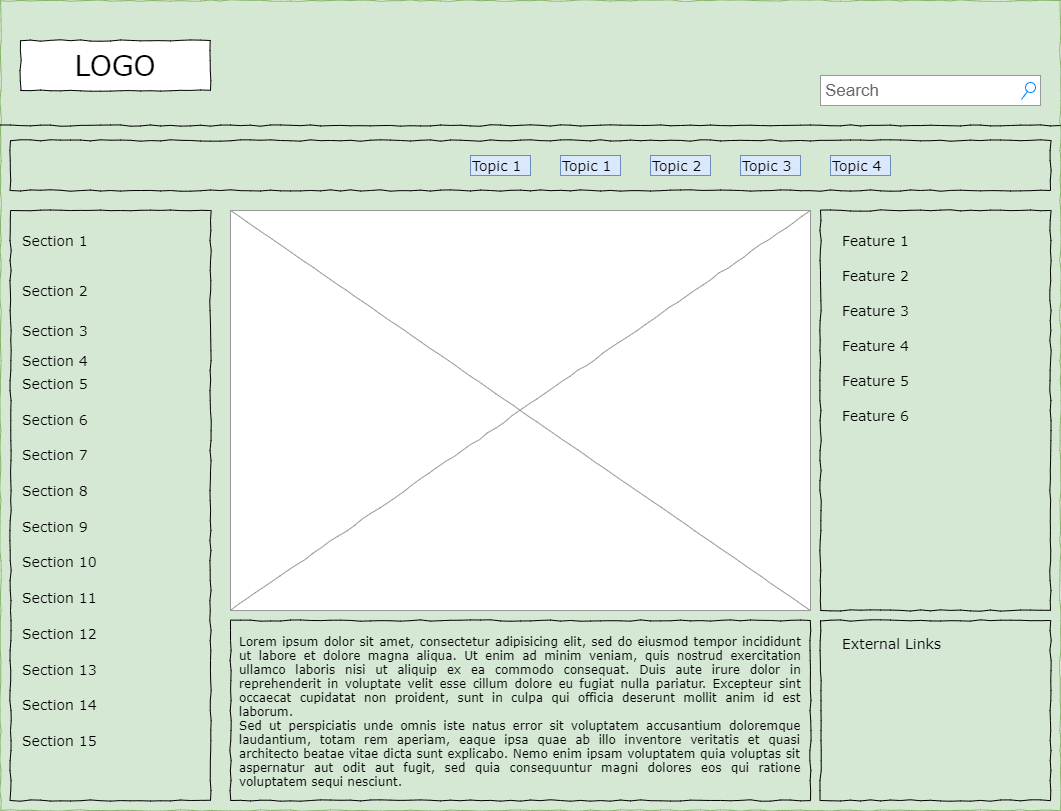 LOGO
Search
Topic 1
Topic 1
Topic 2
Topic 3
Topic 4
Section 1
Section 2
Section 3
Section 4
Section 5
Section 6
Section 7
Section 8
Section 9
Section 10
Section 11
Section 12
Section 13
Section 14
Section 15
Feature 1
Feature 2
Feature 3
Feature 4
Feature 5
Feature 6
Lorem ipsum dolor sit amet, consectetur adipisicing elit, sed do eiusmod tempor incididunt
ut labore et dolore magna aliqua. Ut enim ad minim veniam, quis nostrud exercitation
ullamco laboris nisi ut aliquip ex ea commodo consequat. Duis aute irure dolor in
reprehenderit in voluptate velit esse cillum dolore eu fugiat nulla pariatur. Excepteur sint
occaecat cupidatat non proident, sunt in culpa qui officia deserunt mollit anim id est
laborum.
Sed ut perspiciatis unde omnis iste natus error sit voluptatem accusantium doloremque
laudantium, totam rem aperiam, eaque ipsa quae ab illo inventore veritatis et quasi
architecto beatae vitae dicta sunt explicabo. Nemo enim ipsam voluptatem quia voluptas sit
aspernatur aut odit aut fugit, sed quia consequuntur magni dolores eos qui ratione
voluptatem sequi nesciunt.
External Links